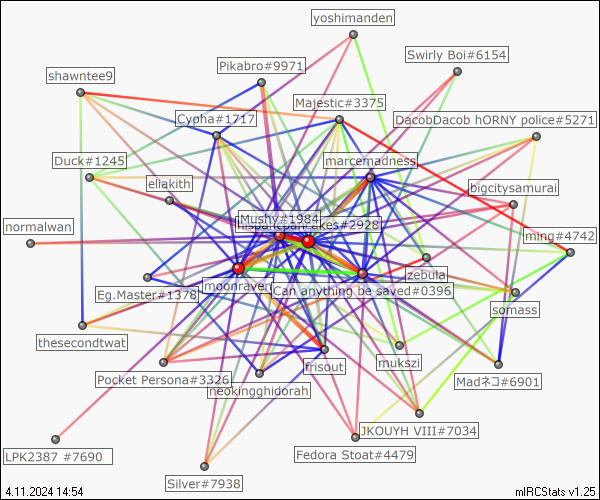 yoshimanden
Swirly Boi#6154
Pikabro#9971
shawntee9
Majestic#3375
Cypha#1717
DacobDacob hORNY police#5271
Duck#1245
marcemadness
eliakith
bigcitysamurai
Mushy#1984
cakes#2928
normalwan
ming#4742
zebula
moonraven
Can anything be saved#0396
Eg.Master#1378
somass
thesecondtwat
frisout
mukszi
Pocket Persona#3326
Madネコ#6901
neokingghidorah
JKOUYH VIII#7034
Fedora Stoat#4479
LPK2387 #7690
Silver#7938
4.11.2024 14:54
mIRCStats v1.25